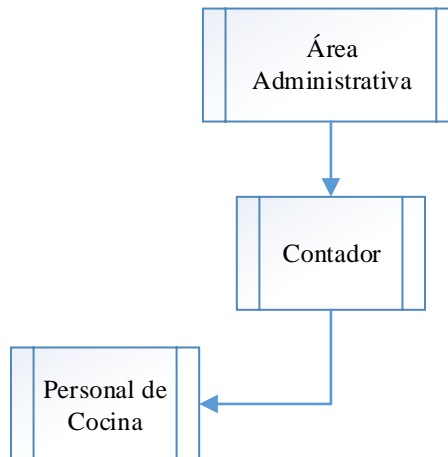 Área
Administrativa
Contador
Personal de
Cocina